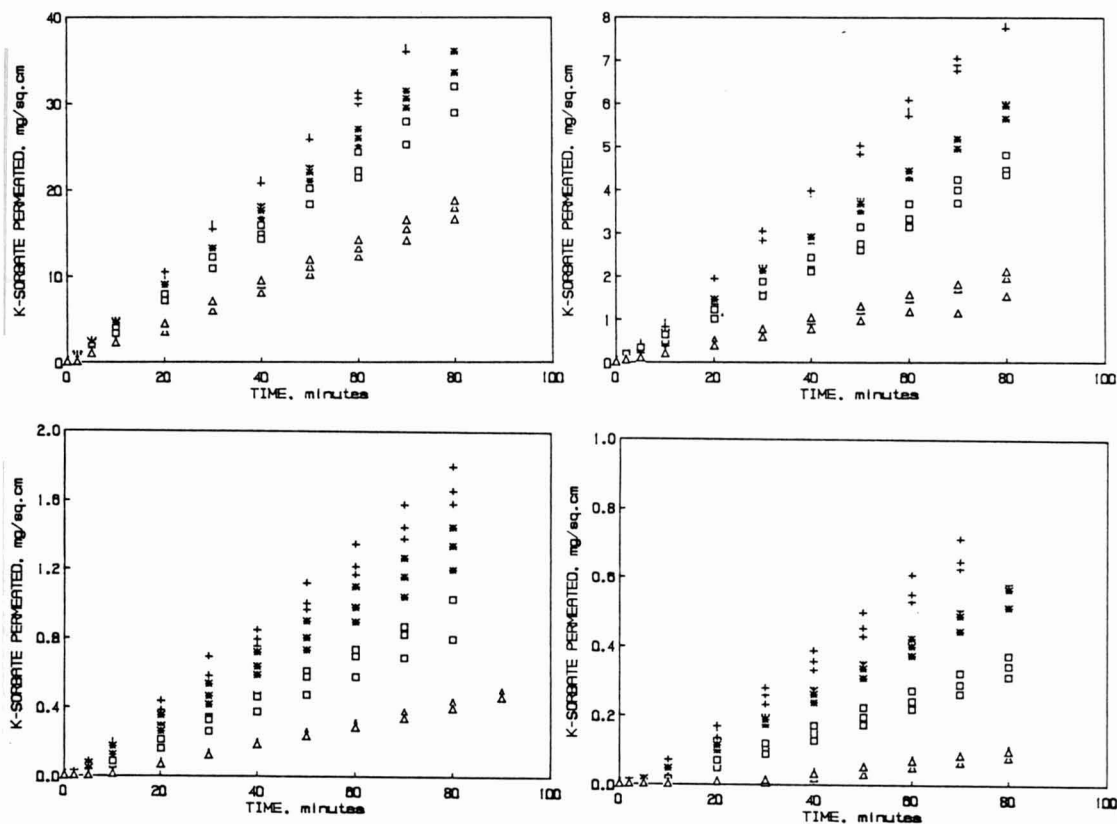 40
30
20
10
0
K-SORBATE PERMEATED, mg/sq.cm
0 20 40 60 80 100
TIME, minutes
8
7
6
5
4
3
2
1
0
K-SORBATE PERMEATED, mg/sq.cm
0 20 40 60 80 100
TIME, minutes
2.0
1.6
1.2
0.8
0.4
0.0
K-SORBATE PERMEATED, mg/sq.cm
0 20 40 60 80 100
TIME, minutes
1.0
0.8
0.6
0.4
0.2
0.0
K-SORBATE PERMEATED, mg/sq.cm
0 20 40 60 80 100
TIME, minutes